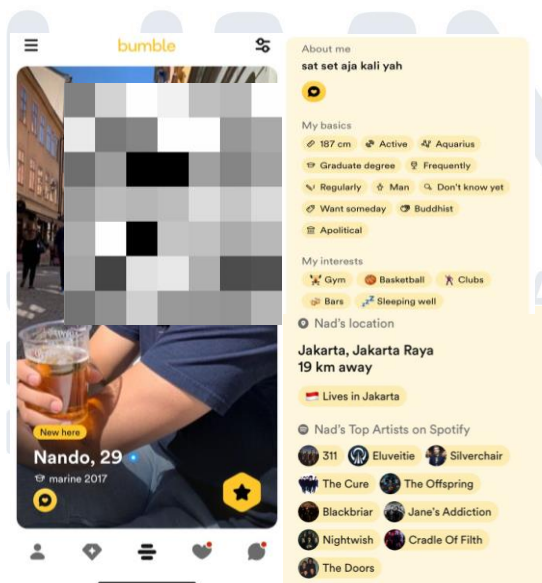 bumble
New here
Nando, 29
marine 2017
About me
sat set aja kali yah
My basics
187 cm Active Aquarius
Graduate degree Frequently
Regularly Man Don't know yet
Want someday Buddhist
Apolitical
My interests
Gym Basketball Clubs
Bars Sleeping well
Nad's location
Jakarta, Jakarta Raya
19 km away
Lives in Jakarta
Nad's Top Artists on Spotify
311 Eluveitie Silverchair
The Cure The Offspring
Blackbriar Jane's Addiction
Nightwish Cradle Of Filth
The Doors